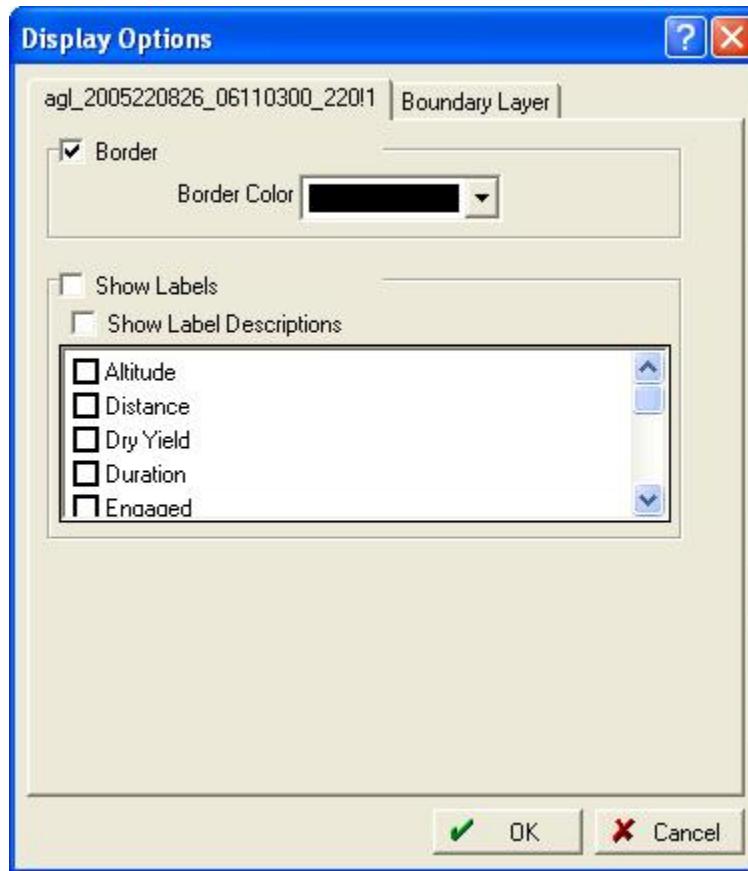 Display Options
agl_2005220826_06110300_220!1 Boundary Layer
Border
Border Color
Show Labels
Show Label Descriptions
Altitude
Distance
Dry Yield
Duration
Engaged
OK Cancel